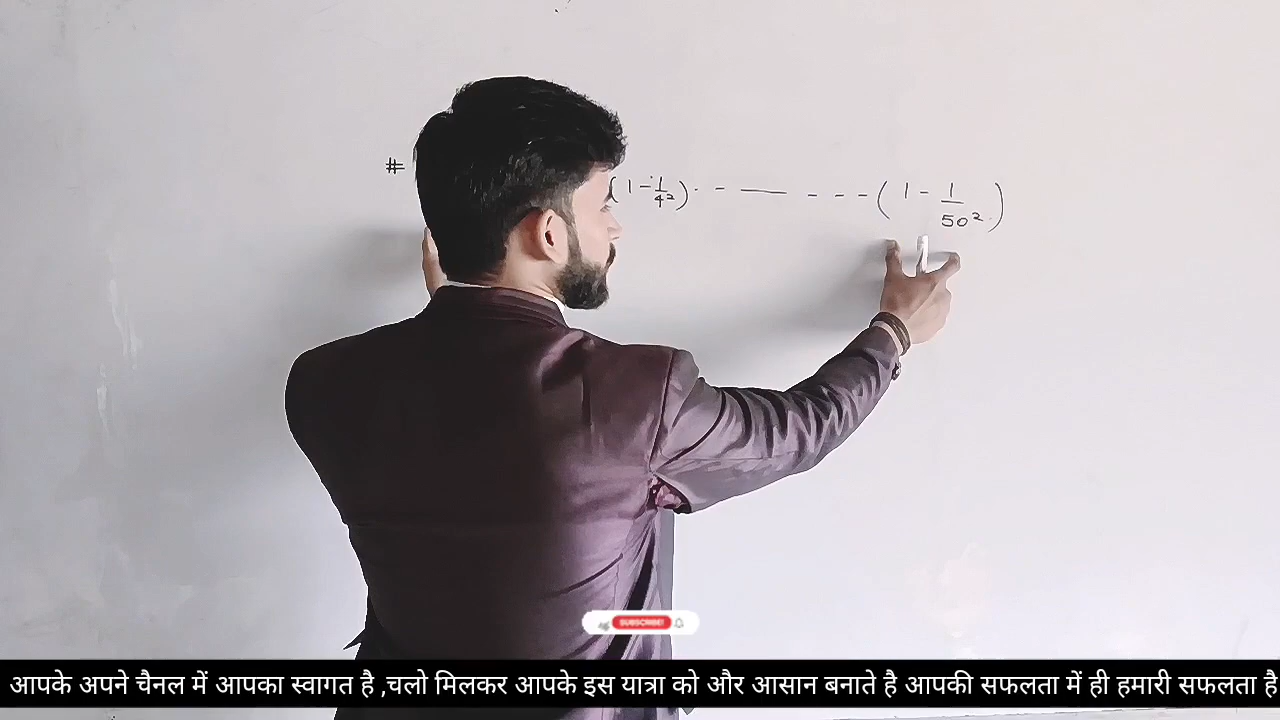 # (1-1/4²) - — - - - (1 - 1/50²)
SUBSCRIBE!
आपके अपने चैनल में आपका स्वागत है ,चलो मिलकर आपके इस यात्रा को और आसान बनाते है आपकी सफलता में ही हमारी सफलता है